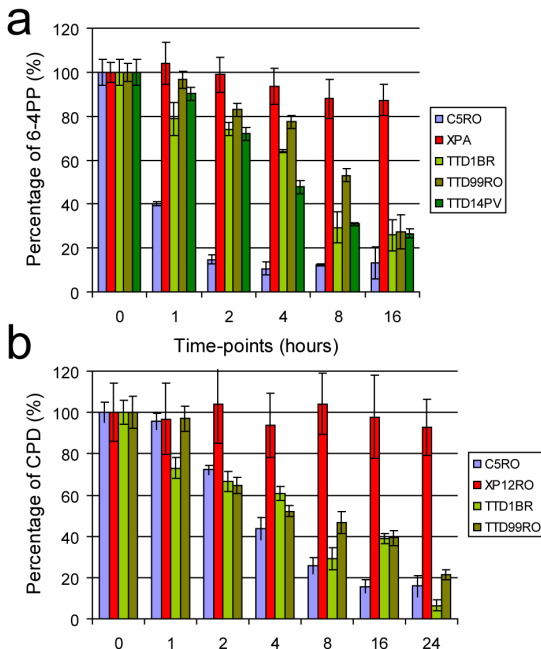 a
Percentage of 6-4PP (%)
120
100
80
60
40
20
0
0 1 2 4 8 16
Time-points (hours)
C5RO
XPA
TTD1BR
TTD99RO
TTD14PV
b
Percentage of CPD (%)
120
100
80
60
40
20
0
0 1 2 4 8 16 24
C5RO
XP12RO
TTD1BR
TTD99RO